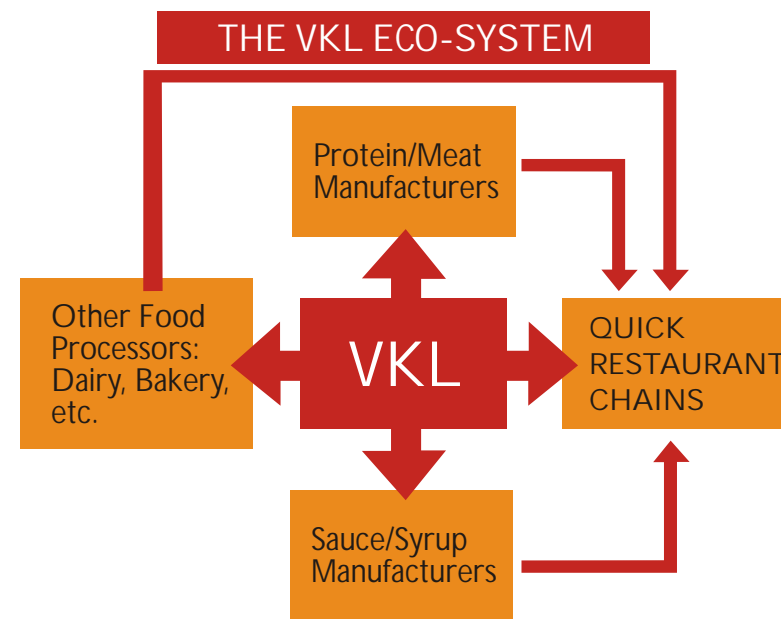 THE VKL ECO-SYSTEM
Protein/Meat
Manufacturers
Other Food
Processors:
Dairy, Bakery,
etc.
VKL
QUICK
RESTAURANT
CHAINS
Sauce/Syrup
Manufacturers